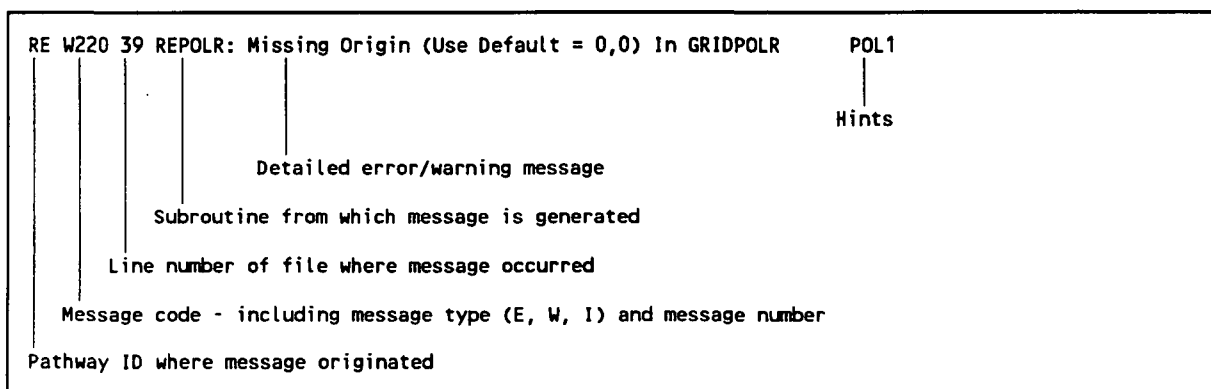 RE W220 39 REPOLR: Missing Origin (Use Default = 0,0) In GRIDPOLR POL1
Hints
Detailed error/warning message
Subroutine from which message is generated
Line number of file where message occurred
Message code - including message type (E, W, I) and message number
Pathway ID where message originated